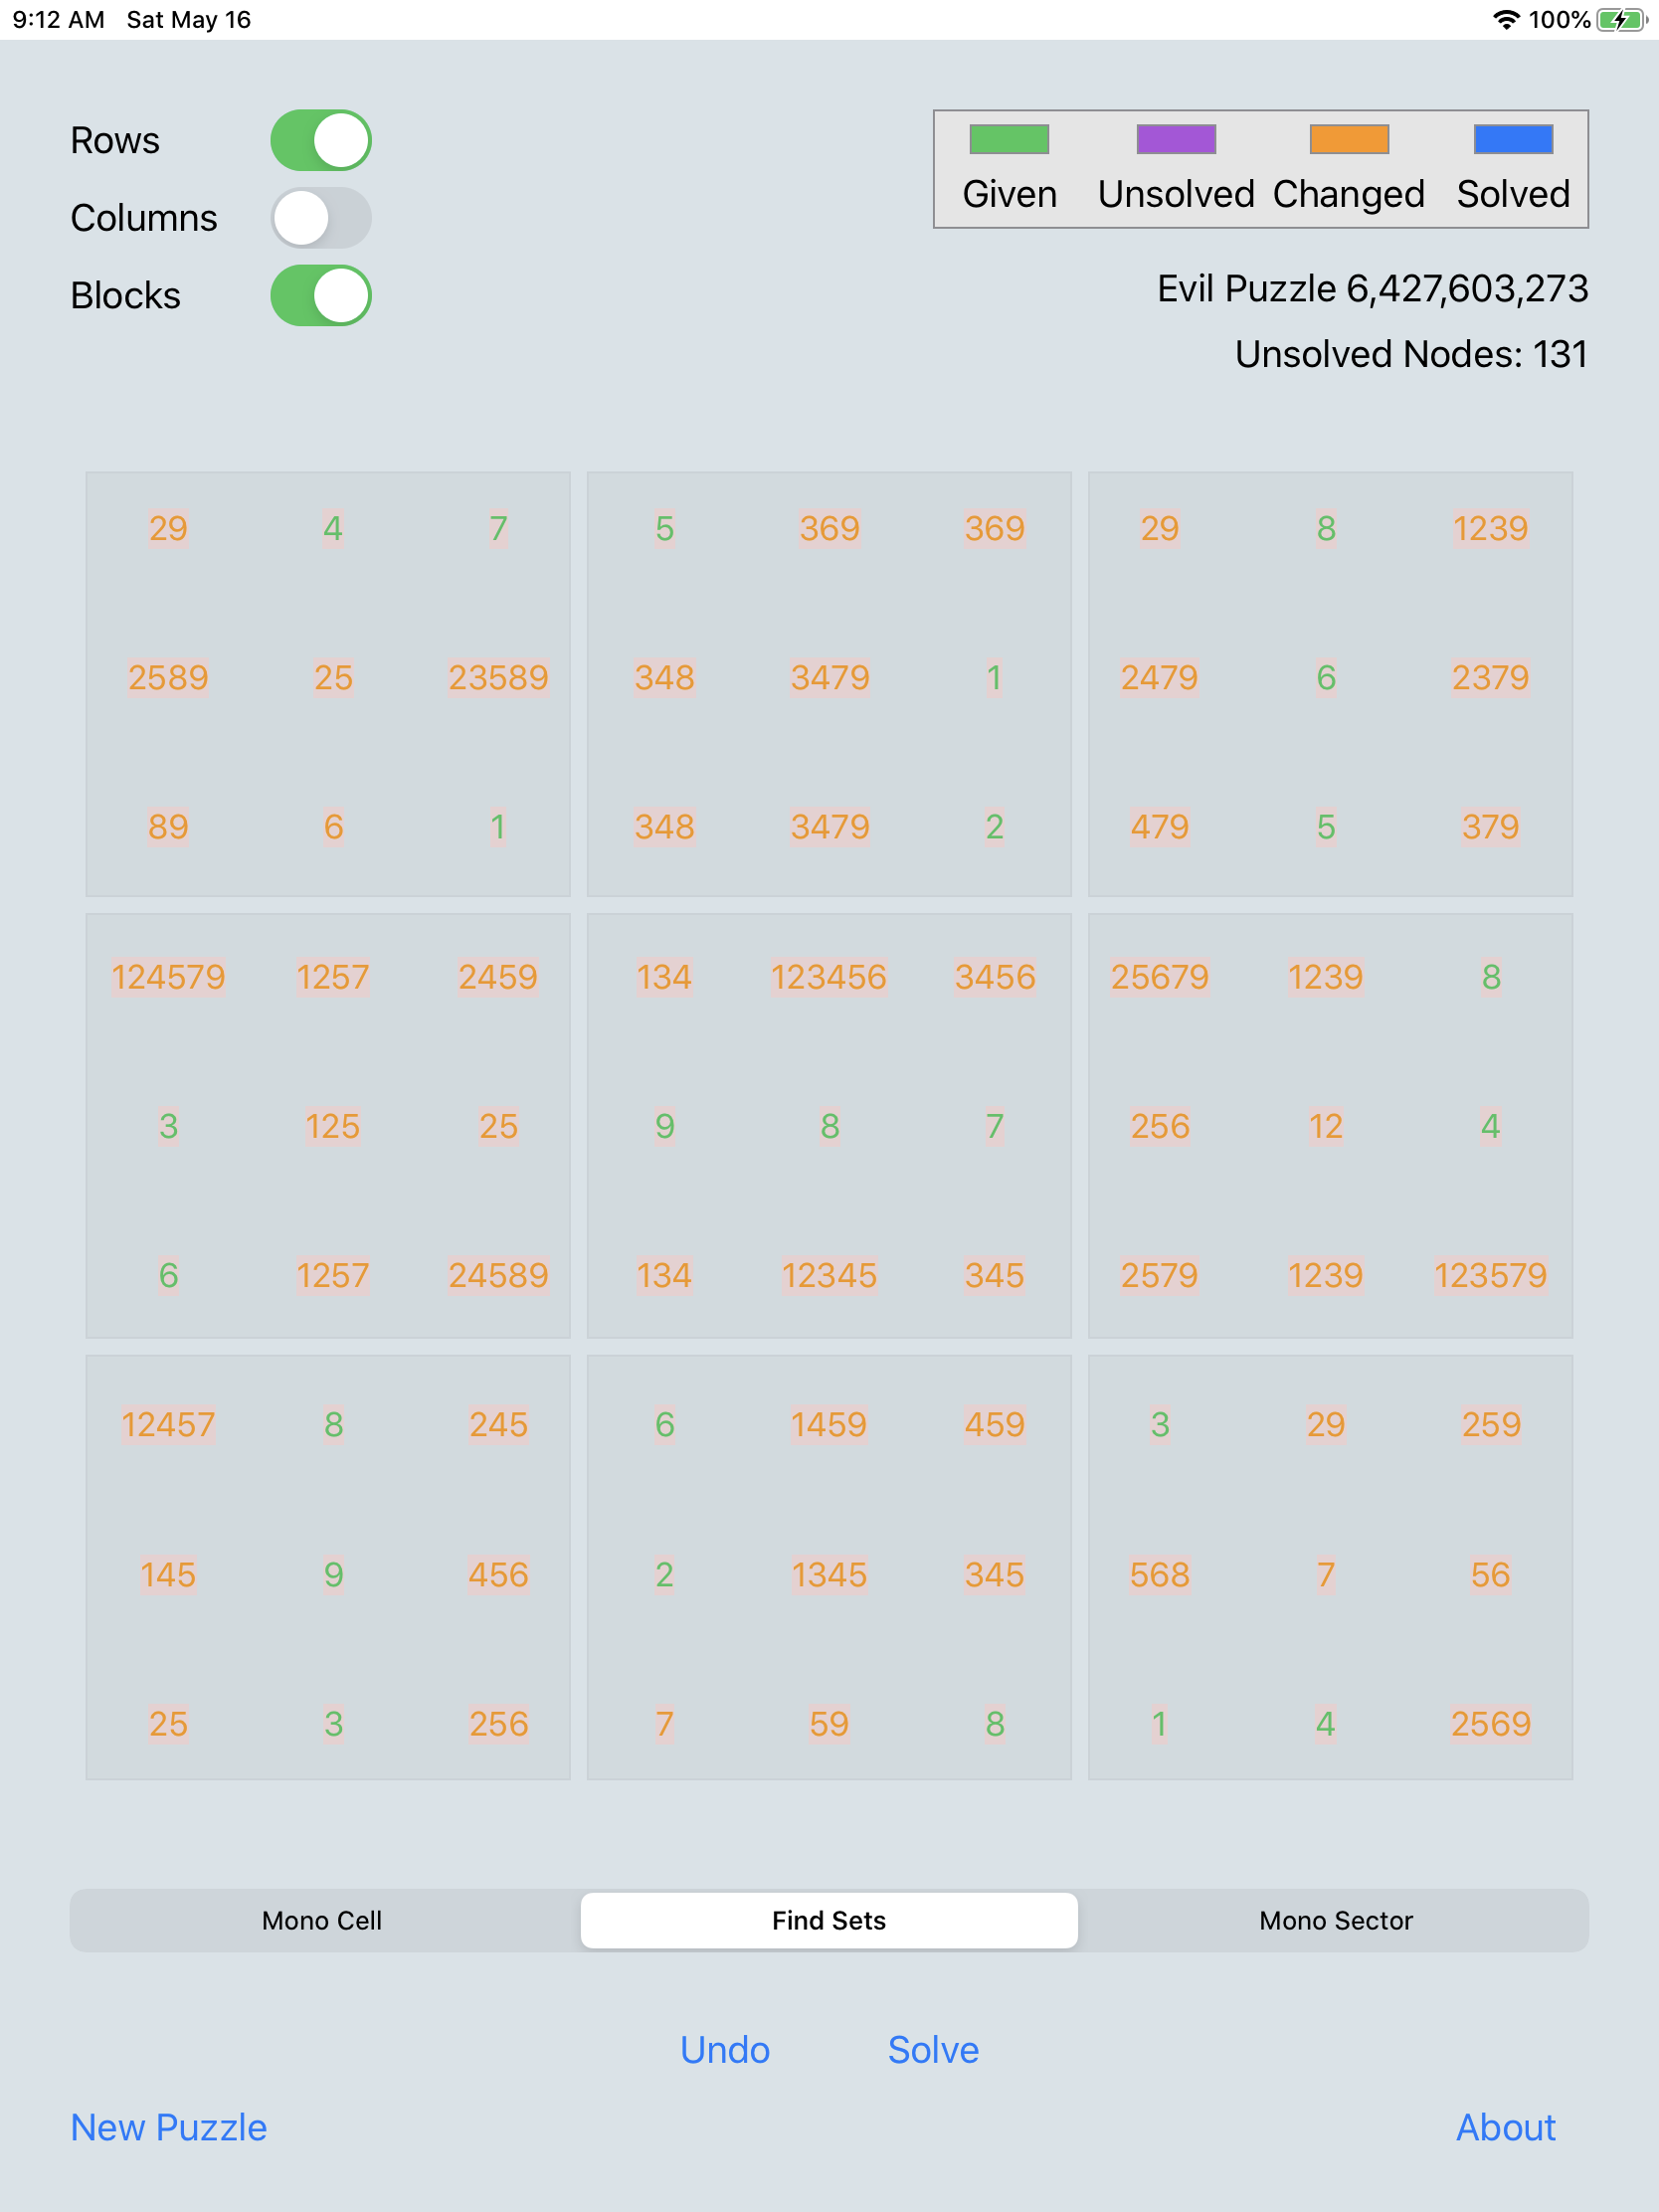 9:12 AM Sat May 16 100%
Rows
Columns
Blocks
Given Unsolved Changed Solved
Evil Puzzle 6,427,603,273
Unsolved Nodes: 131
29 4 7 5 369 369 29 8 1239
2589 25 23589 348 3479 1 2479 6 2379
89 6 1 348 3479 2 479 5 379
124579 1257 2459 134 123456 3456 25679 1239 8
3 125 25 9 8 7 256 12 4
6 1257 24589 134 12345 345 2579 1239 123579
12457 8 245 6 1459 459 3 29 259
145 9 456 2 1345 345 568 7 56
25 3 256 7 59 8 1 4 2569
Mono Cell Find Sets Mono Sector
Undo Solve
New Puzzle About